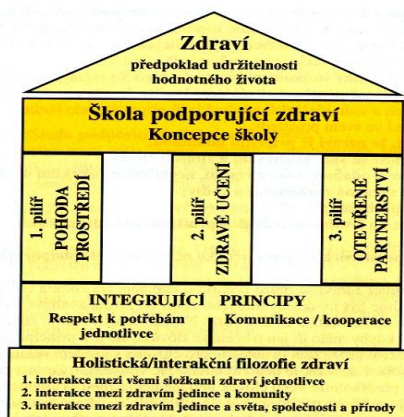 Zdraví
předpoklad udržitelnosti
hodnotného života
Škola podporující zdraví
Koncepce školy
1. pilíř
POHODA
PROSTŘEDÍ
2. pilíř
ZDRAVÉ UČENÍ
3. pilíř
OTEVŘENÉ
PARTNERSTVÍ
INTEGRUJÍCÍ PRINCIPY
Respekt k potřebám
jednotlivce
Komunikace / kooperace
Holistická/interakční filozofie zdraví
1. interakce mezi všemi složkami zdraví jednotlivce
2. interakce mezi zdravím jedince a komunity
3. interakce mezi zdravím jedince a světa, společnosti a přírody